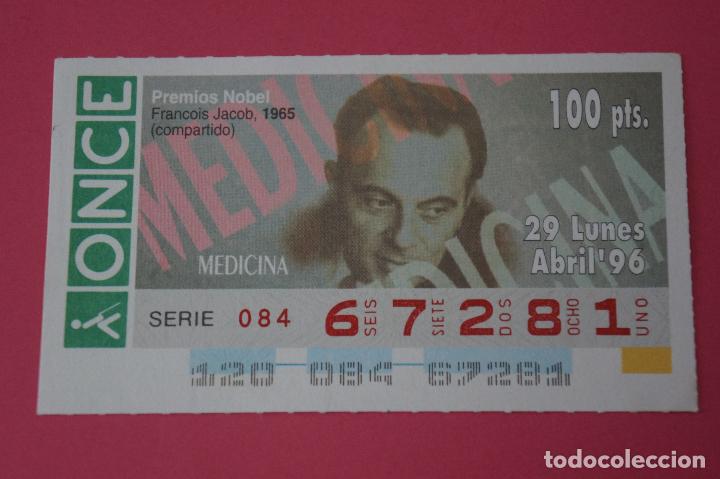 ONCE
Premios Nobel
Francois Jacob, 1965
(compartido)
100 pts.
MEDICINA
MEDICINA
MEDICINA
29 Lunes
Abril'96
SERIE 084 6 SEIS 7 SIETE 2 DOS 8 OCHO 1 UNO
120 084 67281
todocoleccion